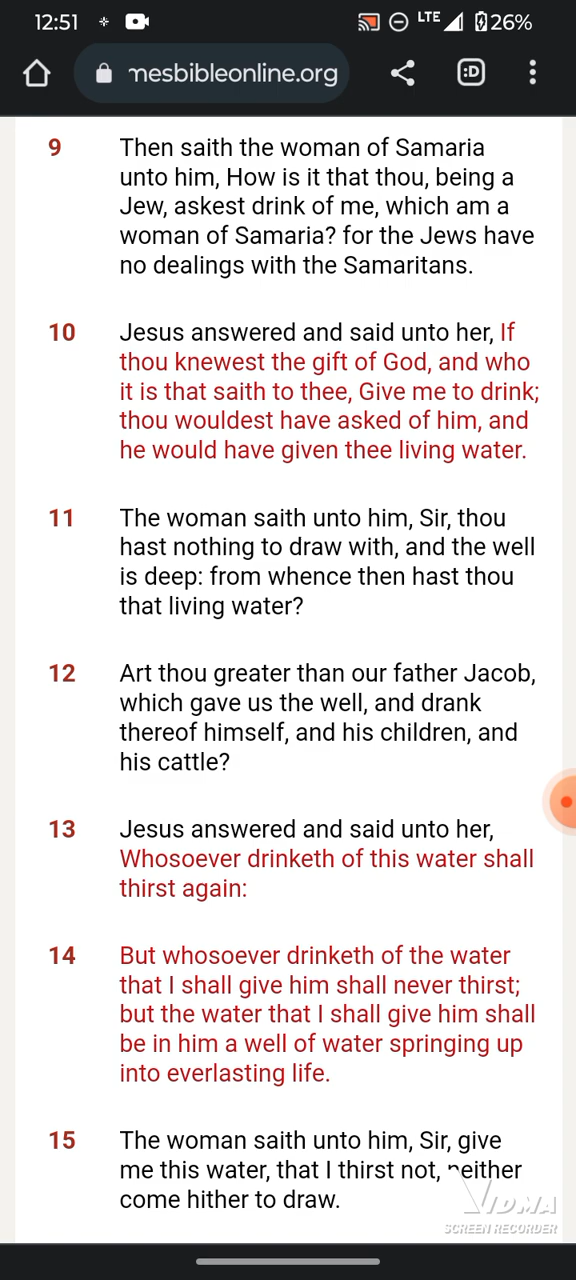 12:51
LTE
26%
mesbibleonline.org
:D
9 Then saith the woman of Samaria
unto him, How is it that thou, being a
Jew, askest drink of me, which am a
woman of Samaria? for the Jews have
no dealings with the Samaritans.
10 Jesus answered and said unto her, If
thou knewest the gift of God, and who
it is that saith to thee, Give me to drink;
thou wouldest have asked of him, and
he would have given thee living water.
11 The woman saith unto him, Sir, thou
hast nothing to draw with, and the well
is deep: from whence then hast thou
that living water?
12 Art thou greater than our father Jacob,
which gave us the well, and drank
thereof himself, and his children, and
his cattle?
13 Jesus answered and said unto her,
Whosoever drinketh of this water shall
thirst again:
14 But whosoever drinketh of the water
that I shall give him shall never thirst;
but the water that I shall give him shall
be in him a well of water springing up
into everlasting life.
15 The woman saith unto him, Sir, give
me this water, that I thirst not, neither
come hither to draw.
VIDMA
SCREEN RECORDER